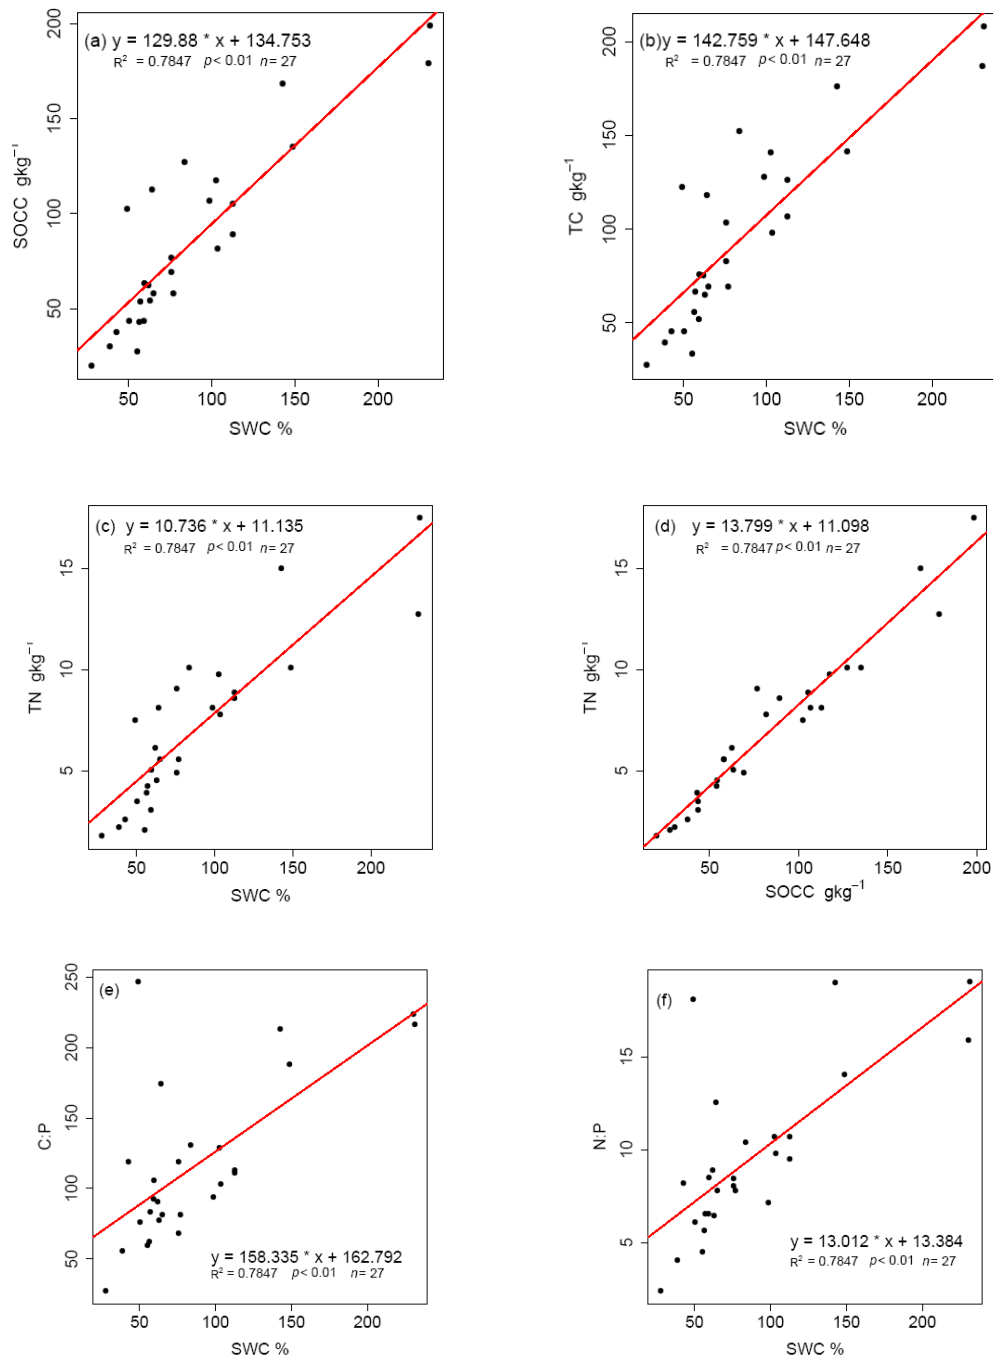 (a) y = 129.88 * x + 134.753
R² = 0.7847 p< 0.01 n= 27
200
150
100
50
SOCC gkg⁻¹
50 100 150 200
SWC %
(b)y = 142.759 * x + 147.648
R² = 0.7847 p< 0.01 n= 27
200
150
100
50
TC gkg⁻¹
50 100 150 200
SWC %
(c) y = 10.736 * x + 11.135
R² = 0.7847 p< 0.01 n= 27
15
10
5
TN gkg⁻¹
50 100 150 200
SWC %
(d) y = 13.799 * x + 11.098
R² = 0.7847 p< 0.01 n= 27
15
10
5
TN gkg⁻¹
50 100 150 200
SOCC gkg⁻¹
(e)
250
200
150
100
50
C:P
y = 158.335 * x + 162.792
R² = 0.7847 p< 0.01 n= 27
50 100 150 200
SWC %
(f)
15
10
5
N:P
y = 13.012 * x + 13.384
R² = 0.7847 p< 0.01 n= 27
50 100 150 200
SWC %